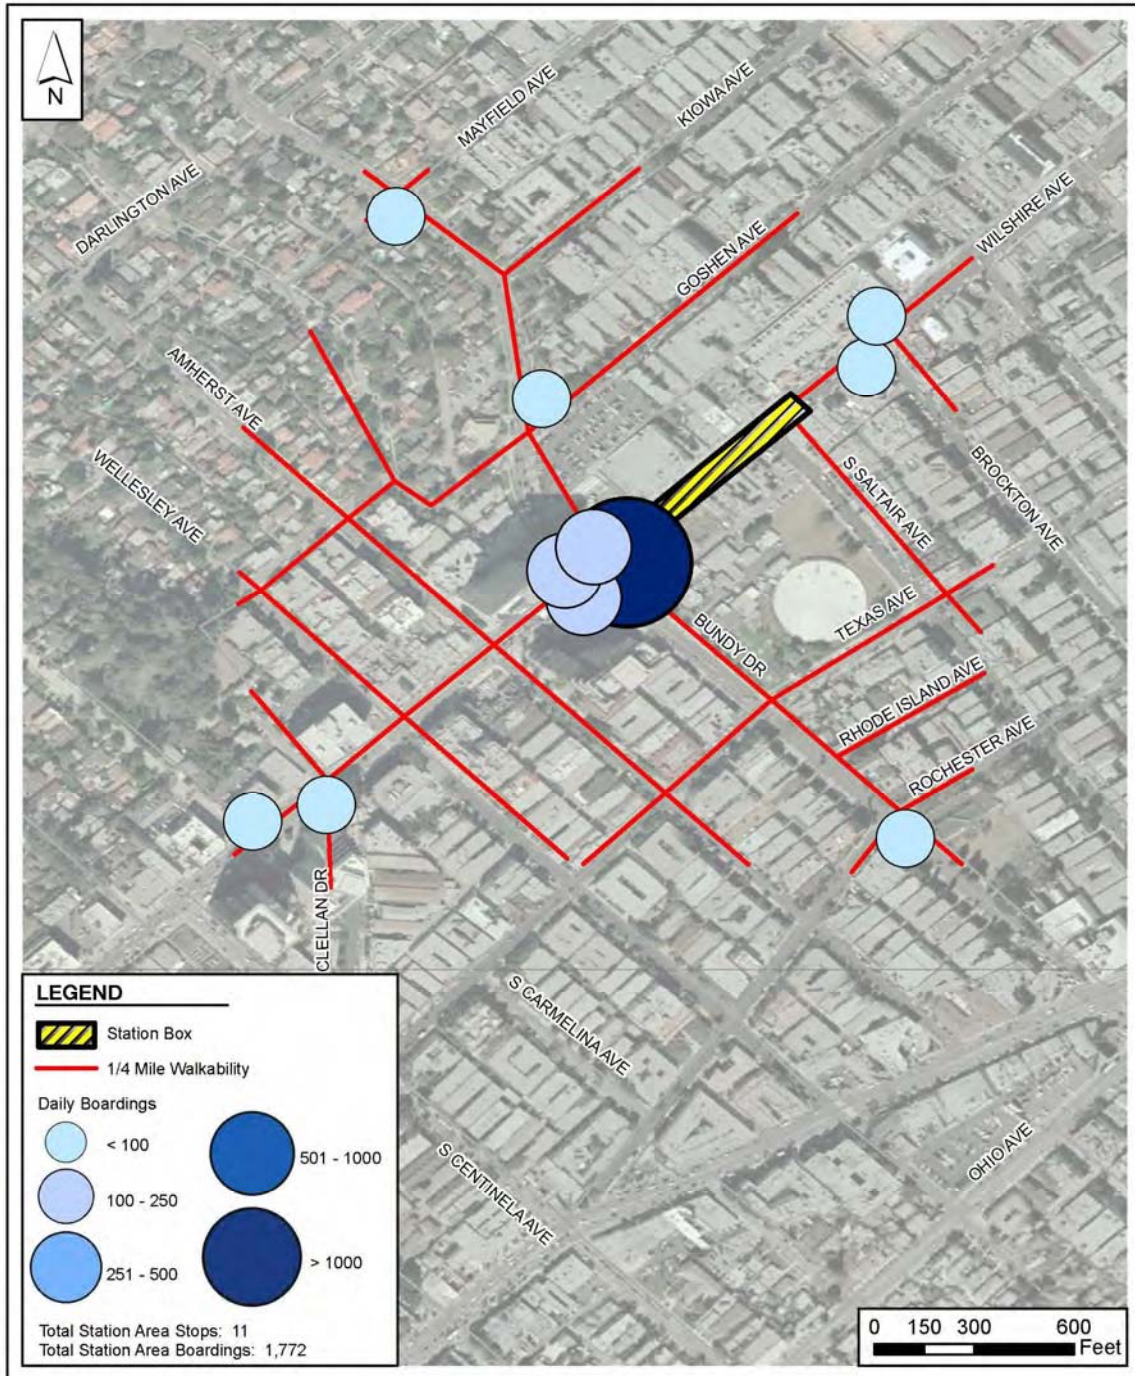 N
MAYFIELD AVE
KIOWA AVE
DARLINGTON AVE
WILSHIRE AVE
GOSHEN AVE
AMHERST AVE
WELLESLEY AVE
S SALTAIR AVE
BROCKTON AVE
TEXAS AVE
BUNDY DR
RHODE ISLAND AVE
ROCHESTER AVE
CLELLAN DR
S CARMELINA AVE
S CENTINELA AVE
OHIO AVE
LEGEND
Station Box
1/4 Mile Walkability
Daily Boardings
< 100
100 - 250
251 - 500
501 - 1000
> 1000
Total Station Area Stops: 11
Total Station Area Boardings: 1,772
0 150 300 600
Feet